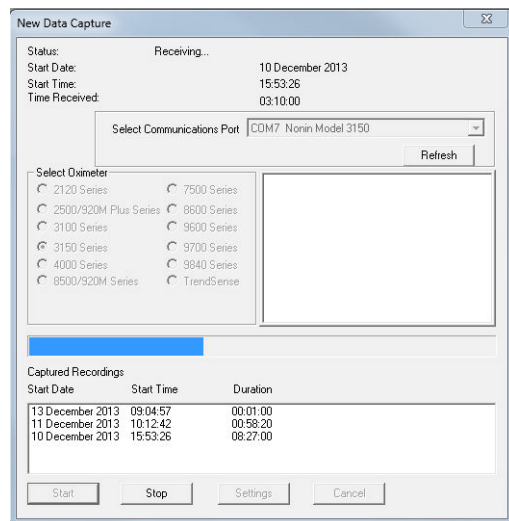 New Data Capture
Status: Receiving...
Start Date: 10 December 2013
Start Time: 15:53:26
Time Received: 03:10:00
Select Communications Port COM7 Nonin Model 3150
Refresh
Select Oximeter
2120 Series 7500 Series
2500/920M Plus Series 8600 Series
3100 Series 9600 Series
3150 Series 9700 Series
4000 Series 9840 Series
8500/920M Series TrendSense
Captured Recordings
Start Date Start Time Duration
13 December 2013 09:04:57 00:01:00
11 December 2013 10:12:42 00:58:20
10 December 2013 15:53:26 08:27:00
Start Stop Settings Cancel